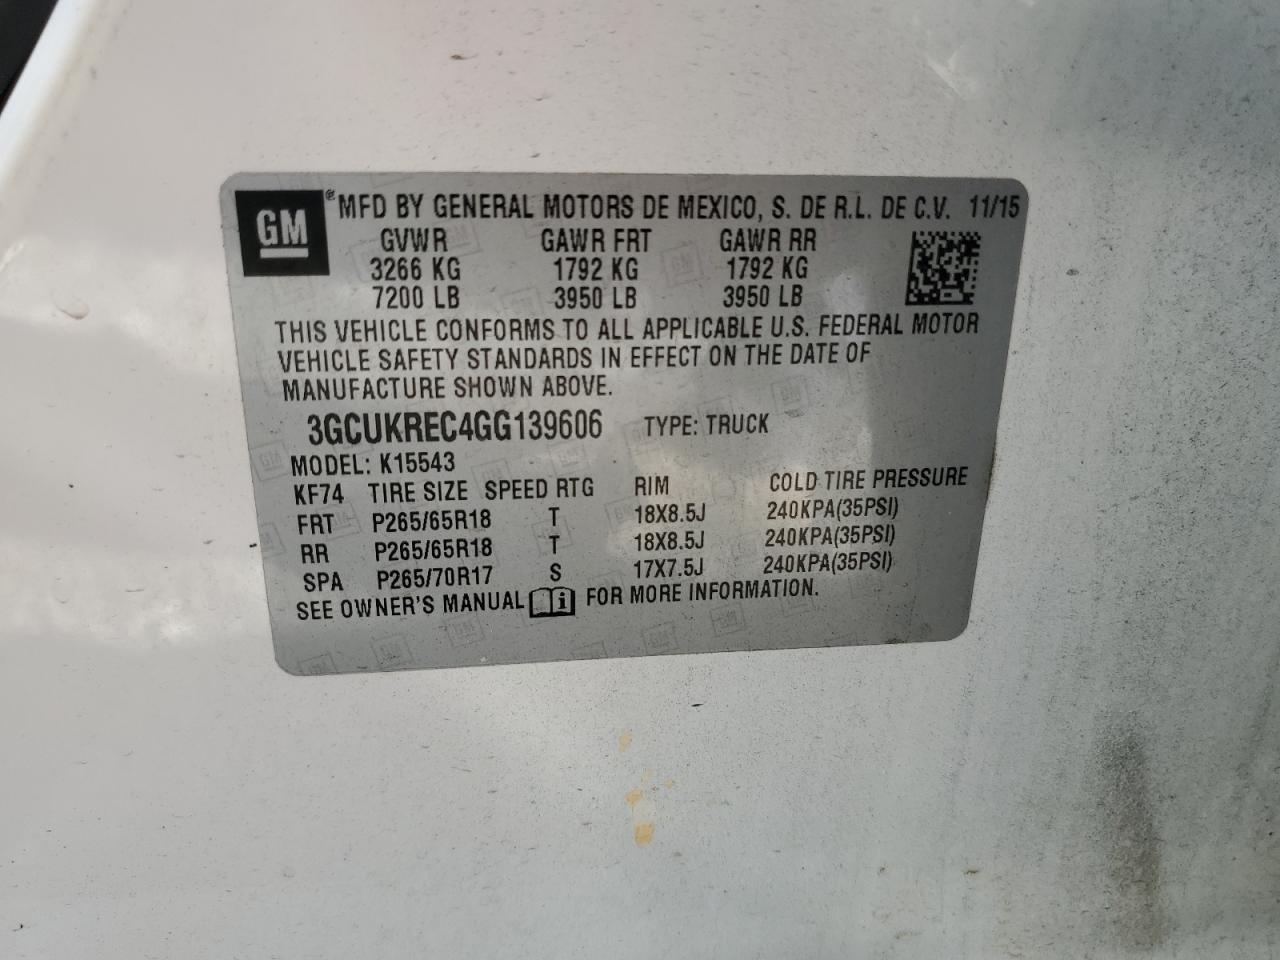 GM ® MFD BY GENERAL MOTORS DE MEXICO, S. DE R.L. DE C.V. 11/15
GVWR GAWR FRT GAWR RR
3266 KG 1792 KG 1792 KG
7200 LB 3950 LB 3950 LB
THIS VEHICLE CONFORMS TO ALL APPLICABLE U.S. FEDERAL MOTOR
VEHICLE SAFETY STANDARDS IN EFFECT ON THE DATE OF
MANUFACTURE SHOWN ABOVE.
3GCUKREC4GG139606 TYPE: TRUCK
MODEL: K15543
KF74 TIRE SIZE SPEED RTG RIM COLD TIRE PRESSURE
FRT P265/65R18 T 18X8.5J 240KPA(35PSI)
RR P265/65R18 T 18X8.5J 240KPA(35PSI)
SPA P265/70R17 S 17X7.5J 240KPA(35PSI)
SEE OWNER'S MANUAL i FOR MORE INFORMATION.